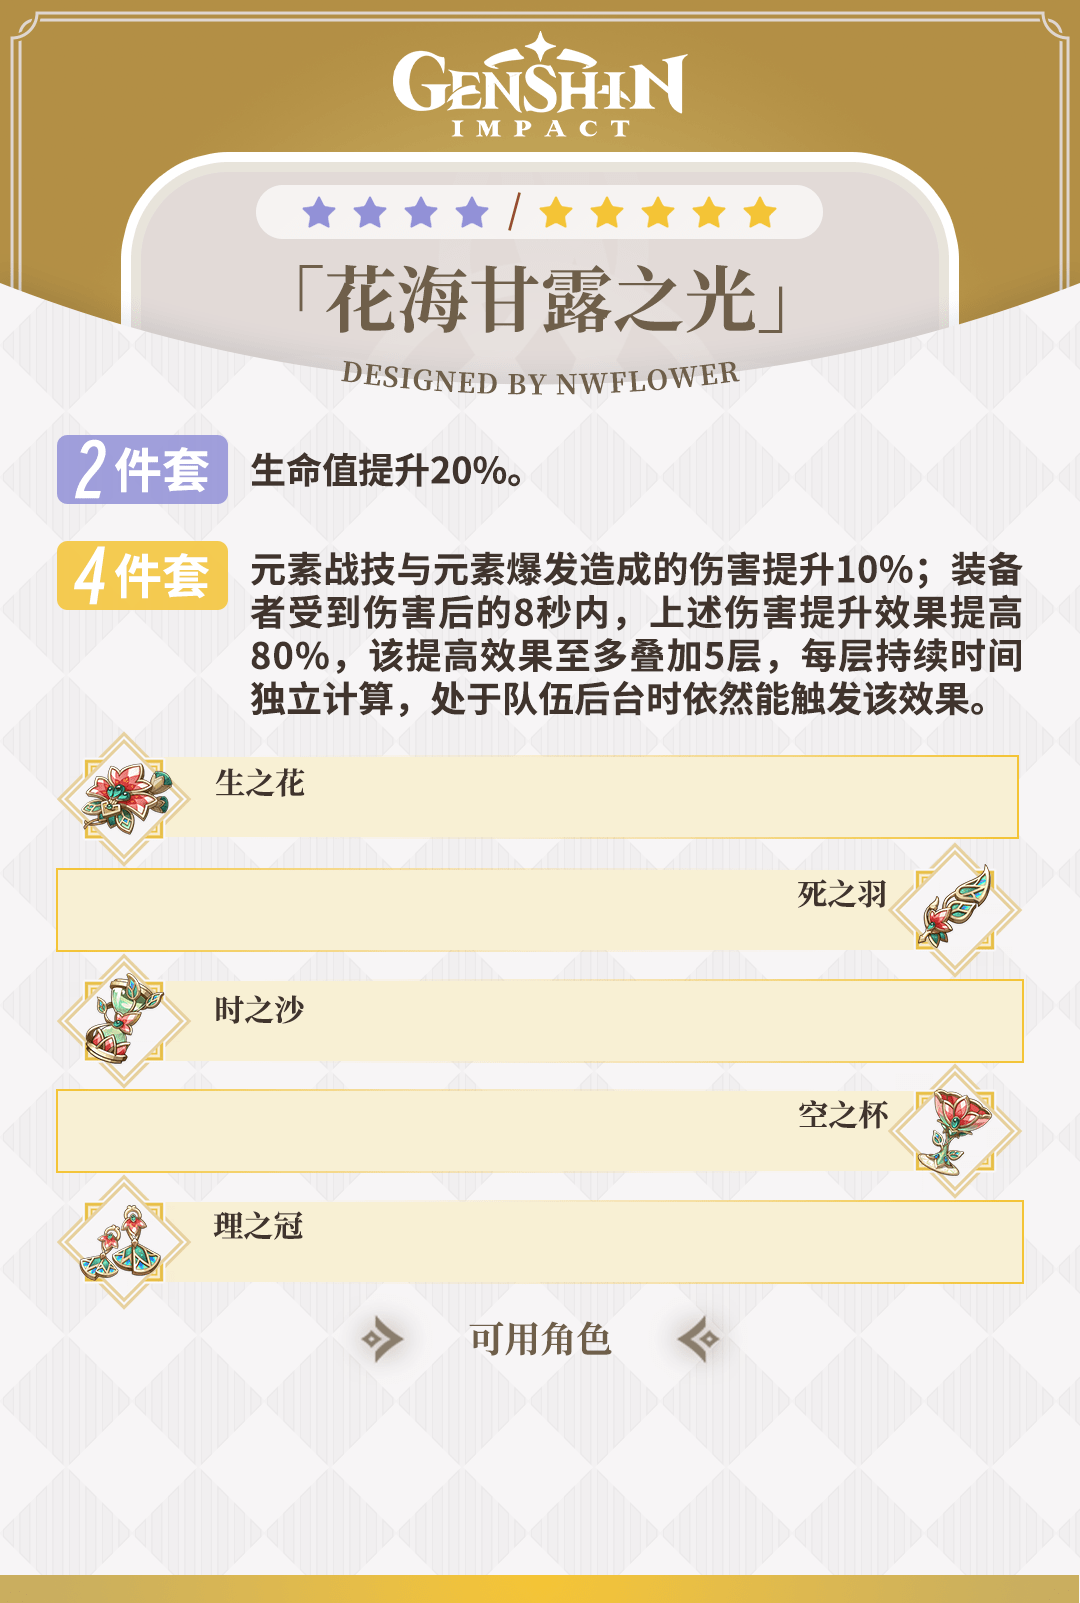 GENSHIN
IMPACT
「花海甘露之光」
DESIGNED BY NWFLOWER
2件套
生命值提升20%。
4件套
元素战技与元素爆发造成的伤害提升10%；装备
者受到伤害后的8秒内，上述伤害提升效果提高
80%，该提高效果至多叠加5层，每层持续时间
独立计算，处于队伍后台时依然能触发该效果。
生之花
死之羽
时之沙
空之杯
理之冠
可用角色